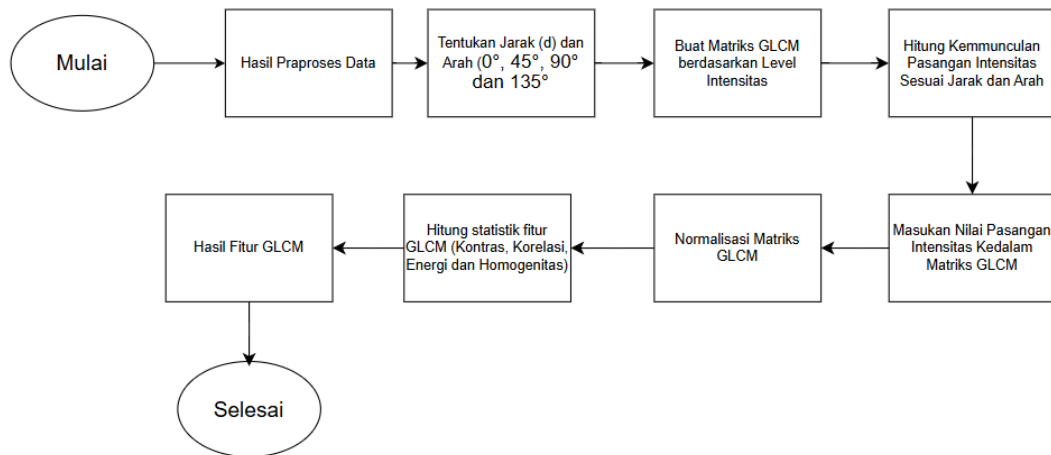 Mulai
Hasil Praproses Data
Tentukan Jarak (d) dan
Arah (0°, 45°, 90°
dan 135°
Buat Matriks GLCM
berdasarkan Level
Intensitas
Hitung Kemmunculan
Pasangan Intensitas
Sesuai Jarak dan Arah
Masukan Nilai Pasangan
Intensitas Kedalam
Matriks GLCM
Normalisasi Matriks
GLCM
Hitung statistik fitur
GLCM (Kontras, Korelasi,
Energi dan Homogenitas)
Hasil Fitur GLCM
Selesai